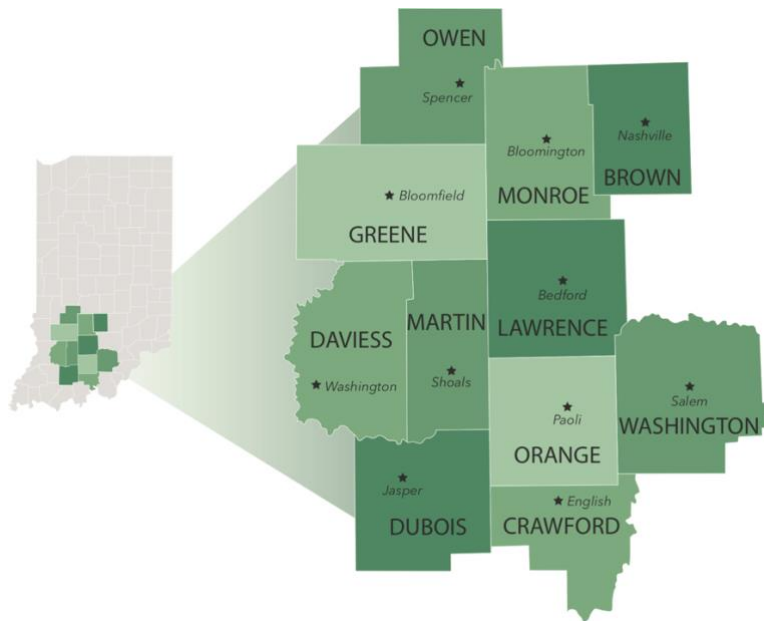 OWEN
Spencer
Nashville
BROWN
Bloomington
MONROE
Bloomfield
GREENE
Bedford
LAWRENCE
MARTIN
Shoals
DAVIESS
Washington
Salem
WASHINGTON
Paoli
ORANGE
Jasper
DUBOIS
English
CRAWFORD